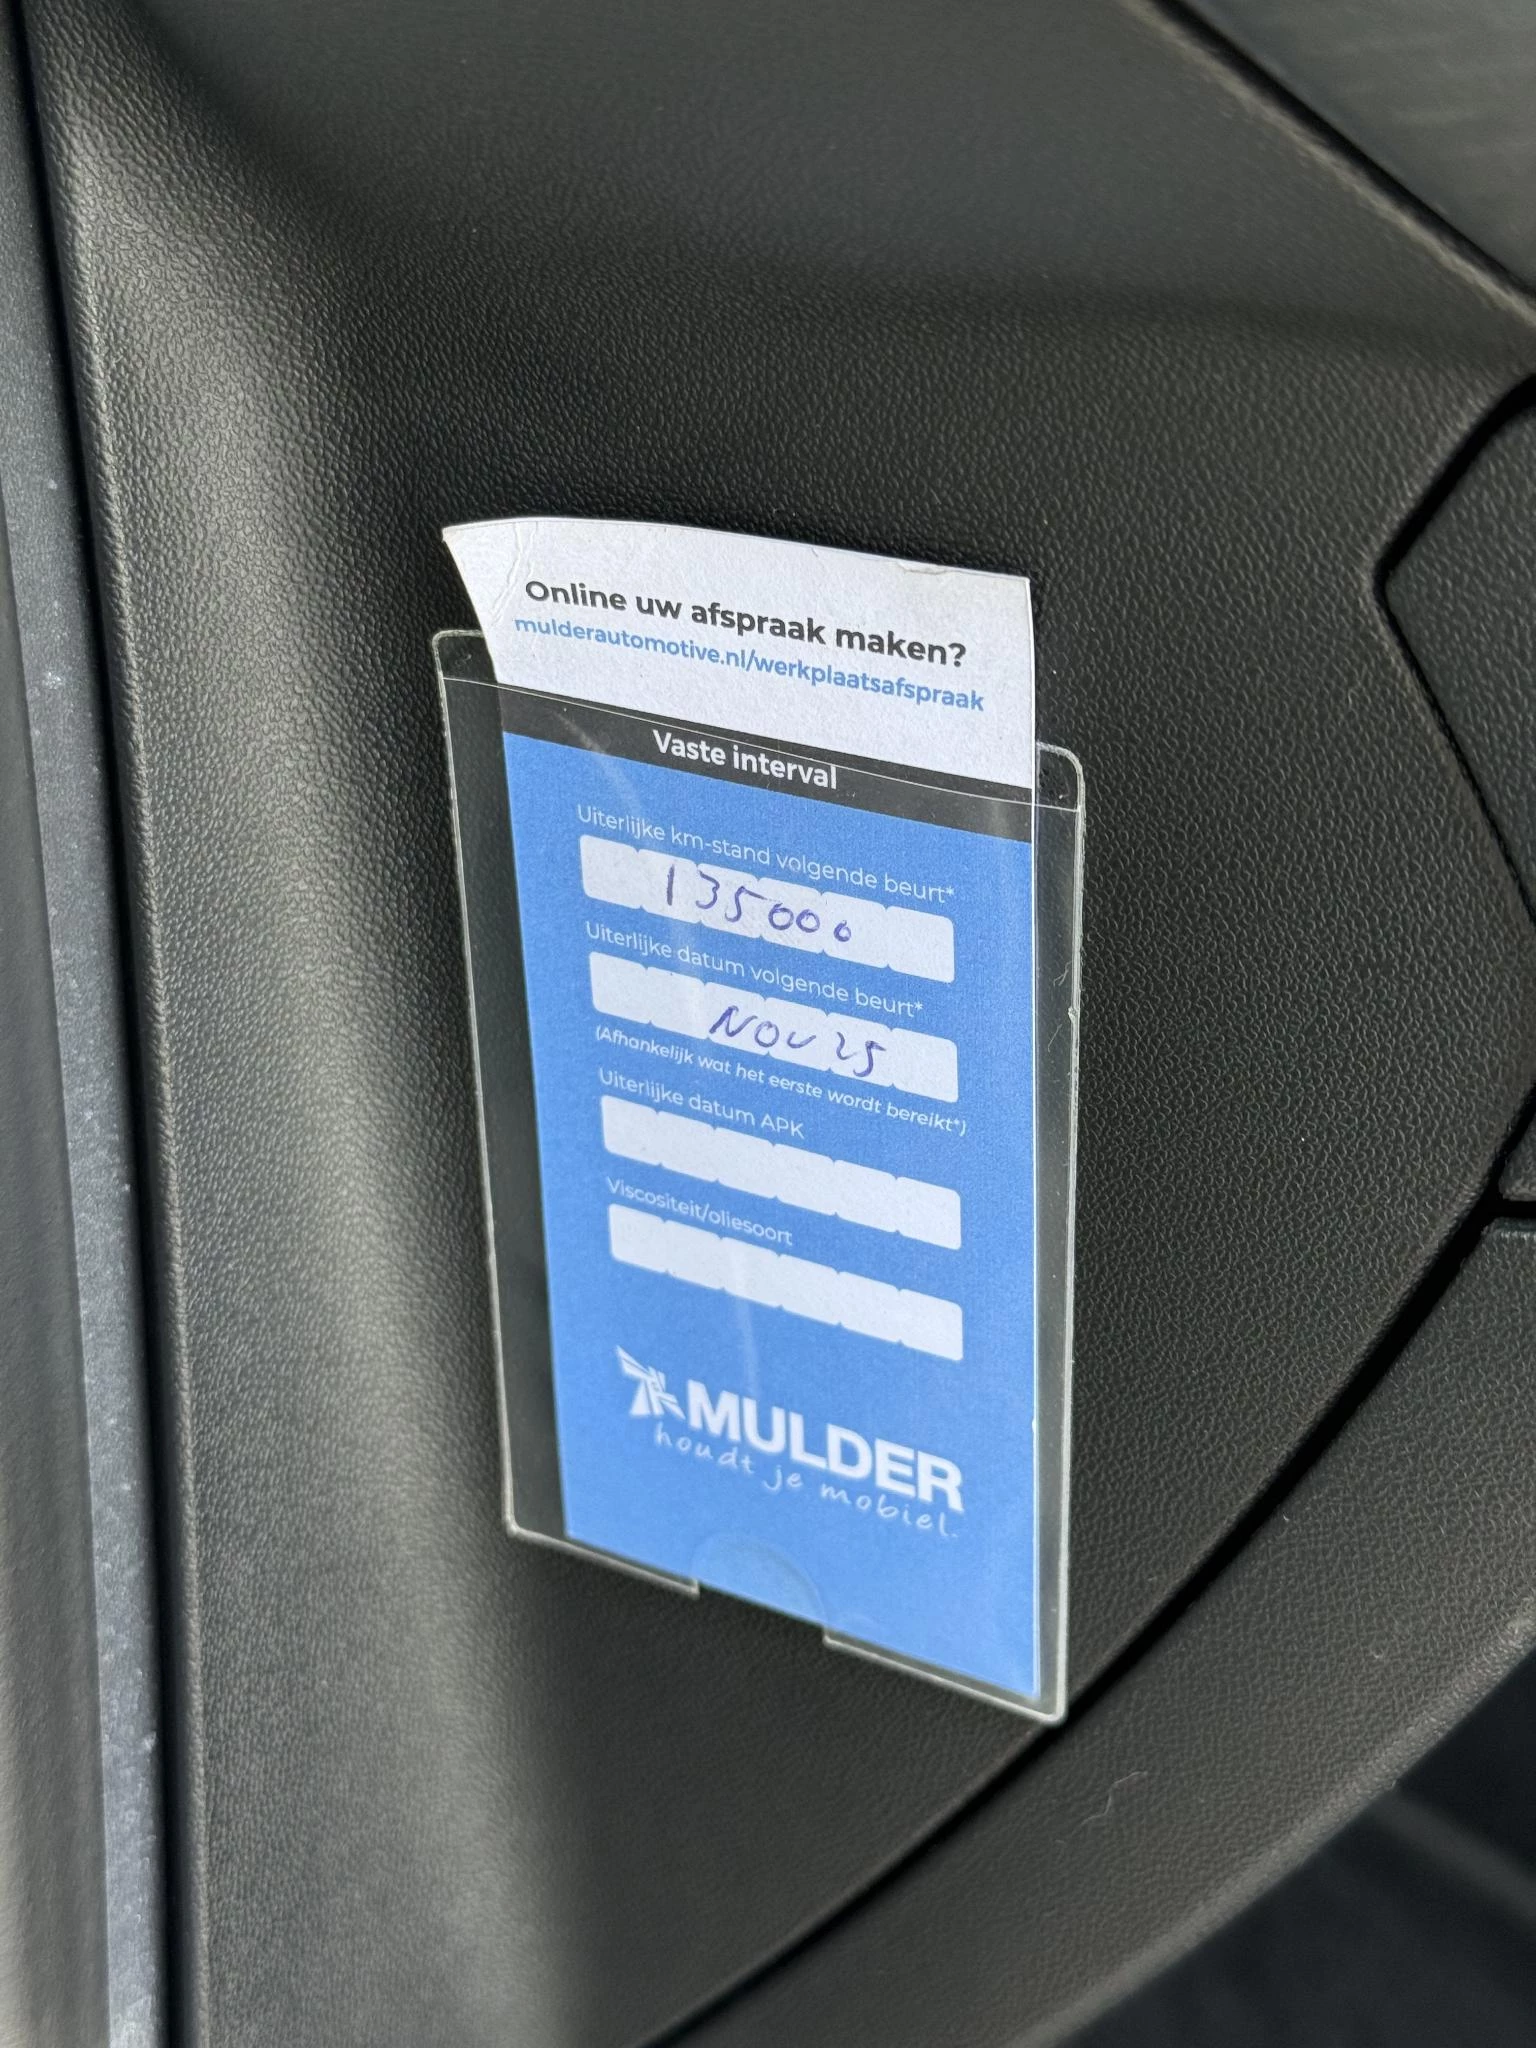 Online uw afspraak maken?
mulderautomotive.nl/werkplaatsafspraak
Vaste interval
Uiterlijke km-stand volgende beurt*
135000
Uiterlijke datum volgende beurt*
NOV 25
(Afhankelijk wat het eerste wordt bereikt*)
Uiterlijke datum APK
Viscositeit/oliesoort
MULDER
houdt je mobiel.